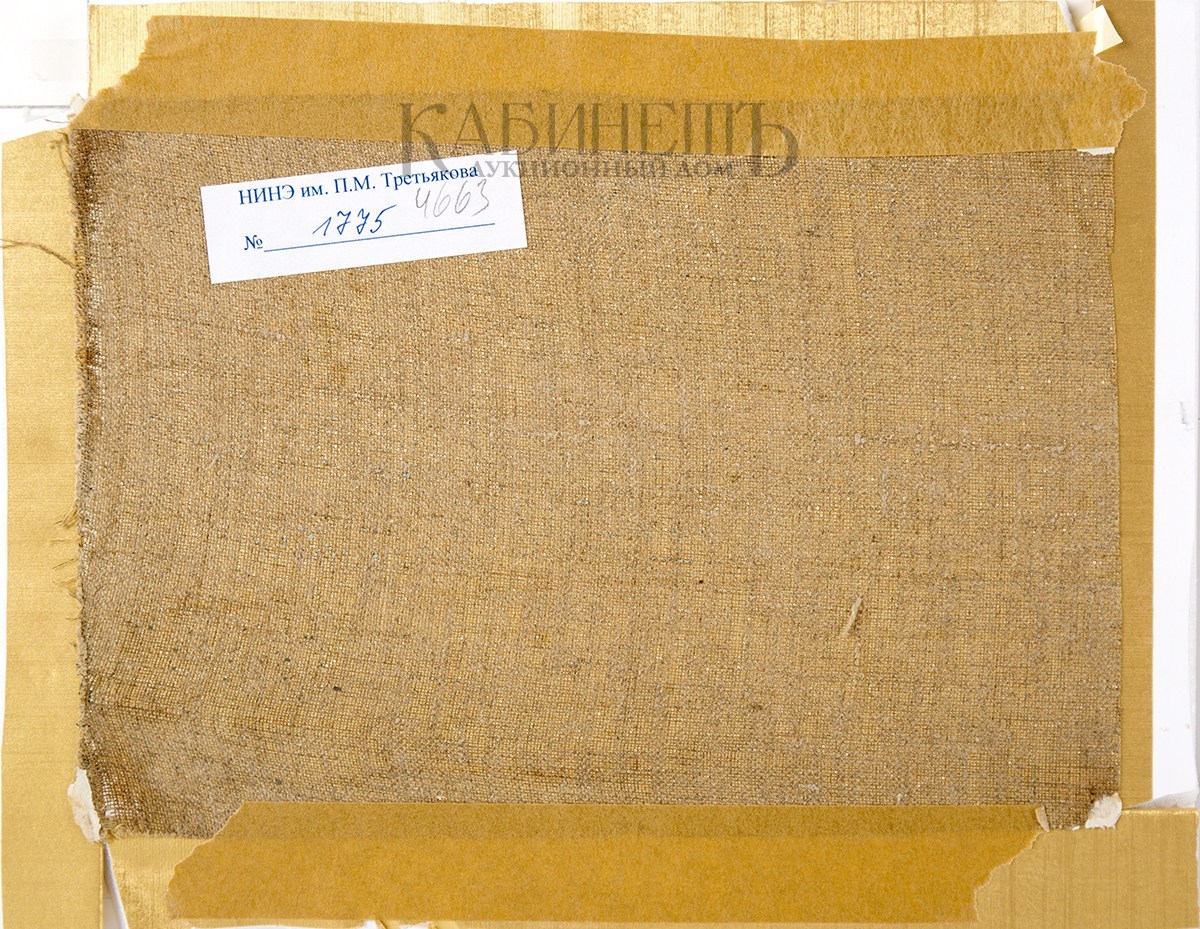 КАБИНЕТЪ
АУКЦИОННЫЙ ДОМ
НИНЭ им. П.М. Третьякова
4663
№ 1775